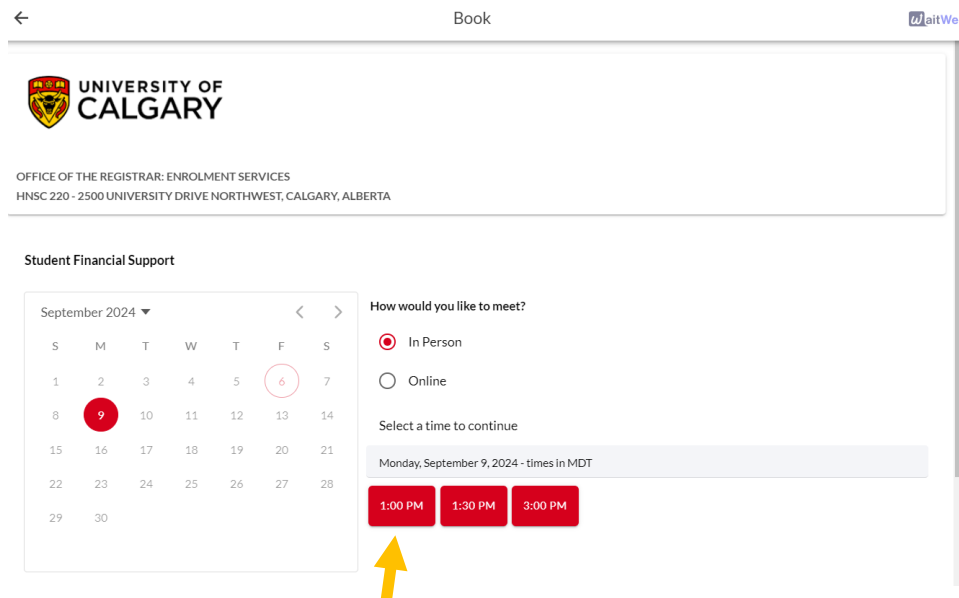 Book
WaitWe
UNIVERSITY OF
CALGARY
OFFICE OF THE REGISTRAR: ENROLMENT SERVICES
HNSC 220 - 2500 UNIVERSITY DRIVE NORTHWEST, CALGARY, ALBERTA
Student Financial Support
September 2024
S M T W T F S
1 2 3 4 5 6 7
8 9 10 11 12 13 14
15 16 17 18 19 20 21
22 23 24 25 26 27 28
29 30
How would you like to meet?
In Person
Online
Select a time to continue
Monday, September 9, 2024 - times in MDT
1:00 PM 1:30 PM 3:00 PM